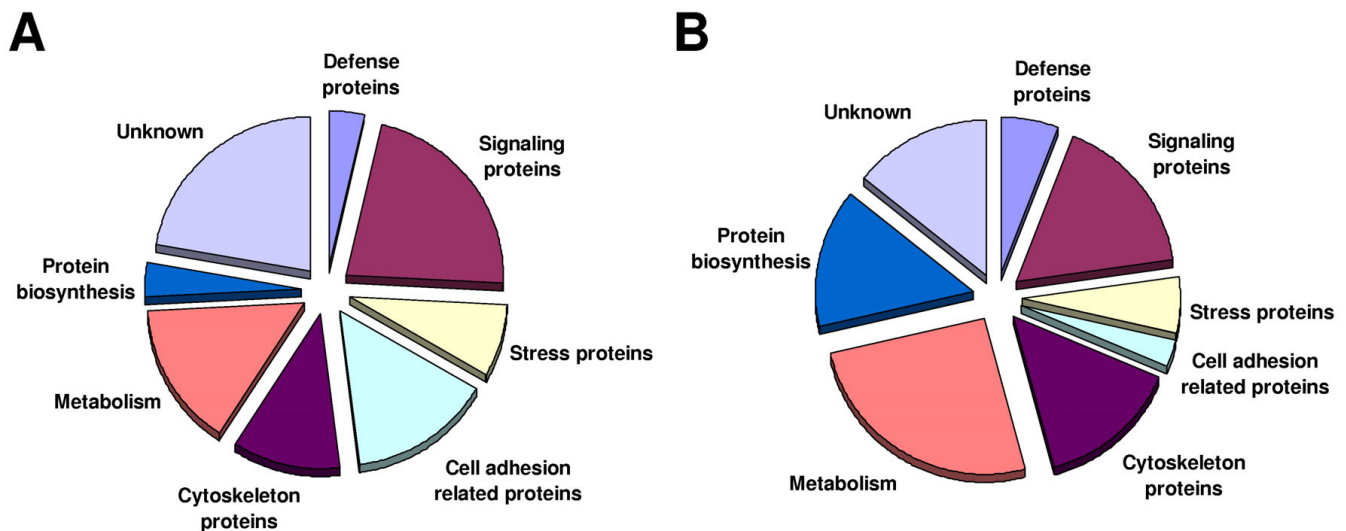 A
Defense
proteins
Signaling
proteins
Stress proteins
Cell adhesion
related proteins
Cytoskeleton
proteins
Metabolism
Protein
biosynthesis
Unknown
B
Defense
proteins
Signaling
proteins
Stress proteins
Cell adhesion
related proteins
Cytoskeleton
proteins
Metabolism
Protein
biosynthesis
Unknown